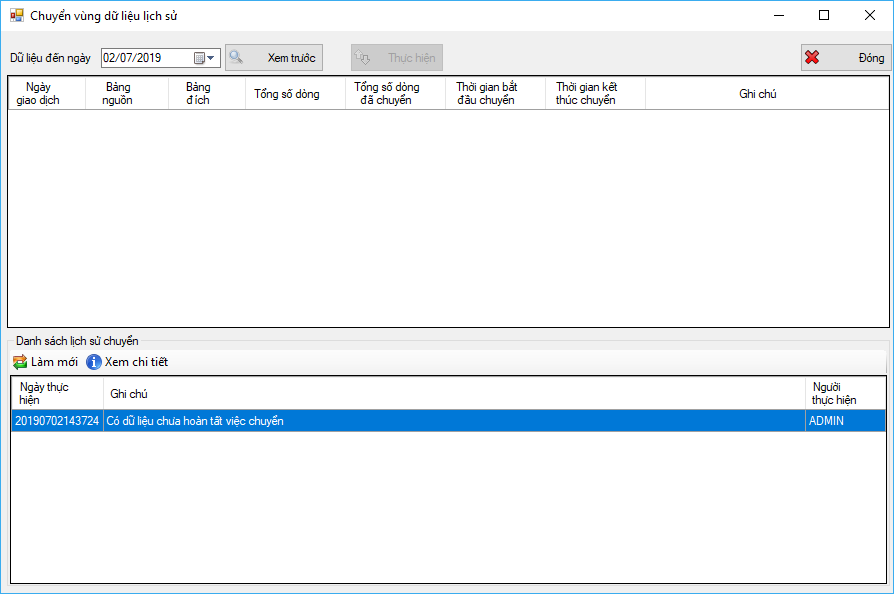 Chuyển vùng dữ liệu lịch sử
Dữ liệu đến ngày 02/07/2019 Xem trước Thực hiện Đóng
Ngày giao dịch Bảng nguồn Bảng đích Tổng số dòng Tổng số dòng đã chuyển Thời gian bắt đầu chuyển Thời gian kết thúc chuyển Ghi chú
Danh sách lịch sử chuyển
Làm mới Xem chi tiết
Ngày thực hiện Ghi chú Người thực hiện
20190702143724 Có dữ liệu chưa hoàn tất việc chuyển ADMIN